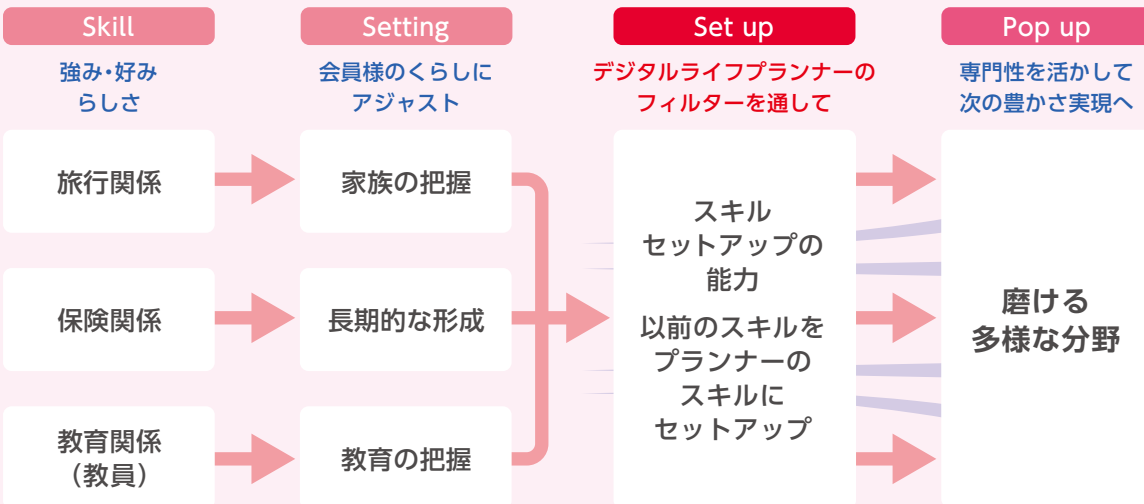 Skill
強み・好み
らしさ
旅行関係
保険関係
教育関係
（教員）
Setting
会員様のくらしに
アジャスト
家族の把握
長期的な形成
教育の把握
Set up
デジタルライフプランナーの
フィルターを通して
スキル
セットアップの
能力
以前のスキルを
プランナーの
スキルに
セットアップ
Pop up
専門性を活かして
次の豊かさ実現へ
磨ける
多様な分野